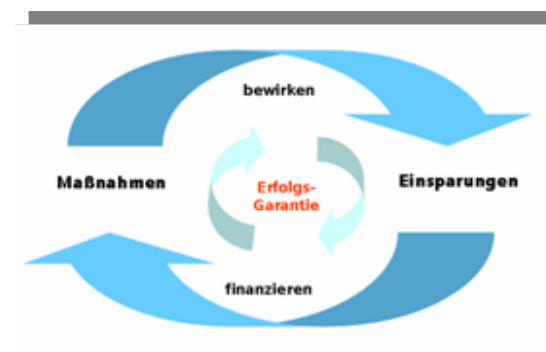 bewirken
Maßnahmen
Erfolgs-
Garantie
Einsparungen
finanzieren